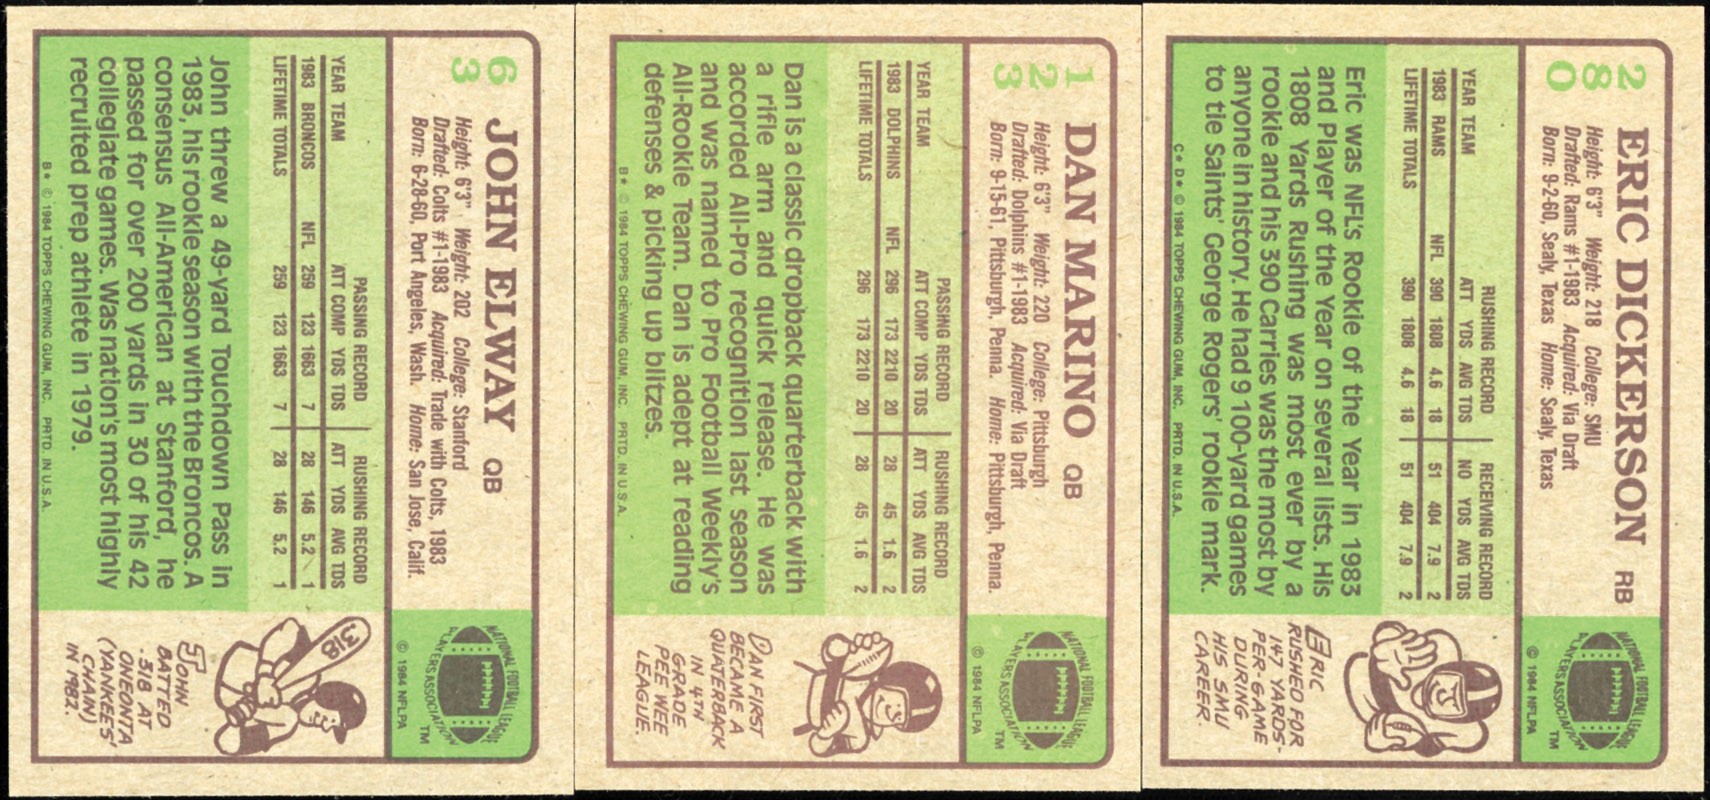 63
JOHN ELWAY QB
Height: 6'3" Weight: 202 College: Stanford
Drafted: Colts #1-1983 Acquired: Trade with Colts, 1983
Born: 6-28-60, Port Angeles, Wash. Home: San Jose, Calif.
PASSING RECORD RUSHING RECORD
YEAR TEAM ATT COMP YDS TDS ATT YDS AVG TDS
1983 BRONCOS NFL 259 123 1663 7 28 146 5.2 1
LIFETIME TOTALS 259 123 1663 7 28 146 5.2 1
John threw a 49-yard Touchdown Pass in
1983, his rookie season with the Broncos. A
consensus All-American at Stanford, he
passed for over 200 yards in 30 of his 42
collegiate games. Was nation's most highly
recruited prep athlete in 1979.
B* © 1984 TOPPS CHEWING GUM, INC. PRTD. IN U.S.A.
NATIONAL FOOTBALL LEAGUE
PLAYERS ASSOCIATION
TM
© 1984 NFLPA
318
JOHN
BATTED
.318 AT
ONEONTA
(YANKEES'
CHAIN)
IN 1982.
123
DAN MARINO QB
Height: 6'3" Weight: 220 College: Pittsburgh
Drafted: Dolphins #1-1983 Acquired: Via Draft
Born: 9-15-61, Pittsburgh, Penna. Home: Pittsburgh, Penna.
PASSING RECORD RUSHING RECORD
YEAR TEAM ATT COMP YDS TDS ATT YDS AVG TDS
1983 DOLPHINS NFL 296 173 2210 20 28 45 1.6 2
LIFETIME TOTALS 296 173 2210 20 28 45 1.6 2
Dan is a classic dropback quarterback with
a rifle arm and quick release. He was
accorded All-Pro recognition last season
and was named to Pro Football Weekly's
All-Rookie Team. Dan is adept at reading
defenses & picking up blitzes.
B* © 1984 TOPPS CHEWING GUM, INC. PRTD. IN U.S.A.
NATIONAL FOOTBALL LEAGUE
PLAYERS ASSOCIATION
TM
© 1984 NFLPA
DAN FIRST
BECAME A
QUATERBACK
IN 4TH
GRADE
PEE WEE
LEAGUE.
280
ERIC DICKERSON RB
Height: 6'3" Weight: 218 College: SMU
Drafted: Rams #1-1983 Acquired: Via Draft
Born: 9-2-60, Sealy, Texas Home: Sealy, Texas
RUSHING RECORD RECEIVING RECORD
YEAR TEAM ATT YDS AVG TDS NO YDS AVG TDS
1983 RAMS NFL 390 1808 4.6 18 51 404 7.9 2
LIFETIME TOTALS 390 1808 4.6 18 51 404 7.9 2
Eric was NFL's Rookie of the Year in 1983
and Player of the Year on several lists. His
1808 Yards Rushing was most ever by a
rookie and his 390 Carries was the most by
anyone in history. He had 9 100-yard games
to tie Saints' George Rogers' rookie mark.
C* D* © 1984 TOPPS CHEWING GUM, INC. PRTD. IN U.S.A.
NATIONAL FOOTBALL LEAGUE
PLAYERS ASSOCIATION
TM
© 1984 NFLPA
ERIC
RUSHED FOR
147 YARDS-
PER-GAME
DURING
HIS SMU
CAREER.